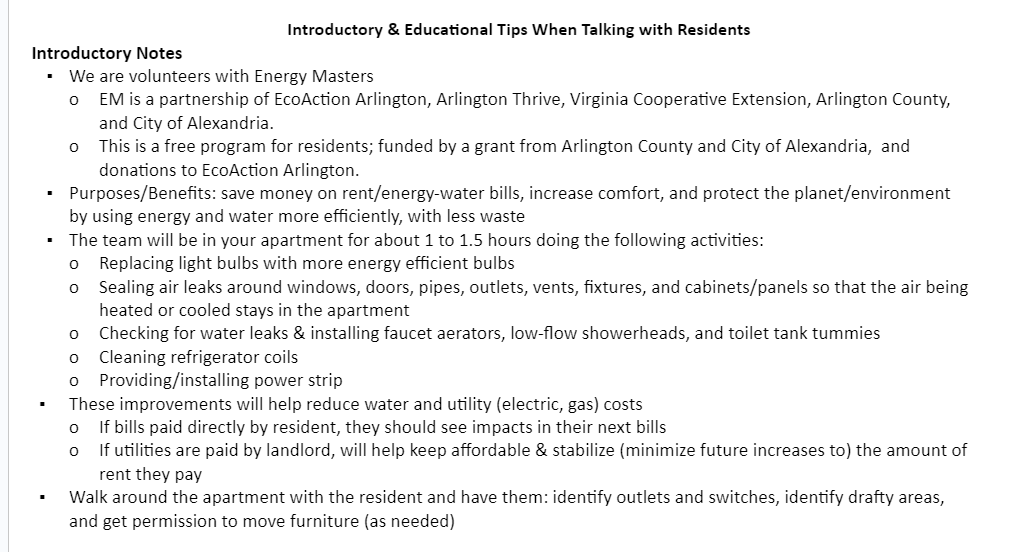 Introductory & Educational Tips When Talking with Residents
Introductory Notes
▪ We are volunteers with Energy Masters
o EM is a partnership of EcoAction Arlington, Arlington Thrive, Virginia Cooperative Extension, Arlington County,
and City of Alexandria.
o This is a free program for residents; funded by a grant from Arlington County and City of Alexandria, and
donations to EcoAction Arlington.
▪ Purposes/Benefits: save money on rent/energy-water bills, increase comfort, and protect the planet/environment
by using energy and water more efficiently, with less waste
▪ The team will be in your apartment for about 1 to 1.5 hours doing the following activities:
o Replacing light bulbs with more energy efficient bulbs
o Sealing air leaks around windows, doors, pipes, outlets, vents, fixtures, and cabinets/panels so that the air being
heated or cooled stays in the apartment
o Checking for water leaks & installing faucet aerators, low-flow showerheads, and toilet tank tummies
o Cleaning refrigerator coils
o Providing/installing power strip
▪ These improvements will help reduce water and utility (electric, gas) costs
o If bills paid directly by resident, they should see impacts in their next bills
o If utilities are paid by landlord, will help keep affordable & stabilize (minimize future increases to) the amount of
rent they pay
▪ Walk around the apartment with the resident and have them: identify outlets and switches, identify drafty areas,
and get permission to move furniture (as needed)